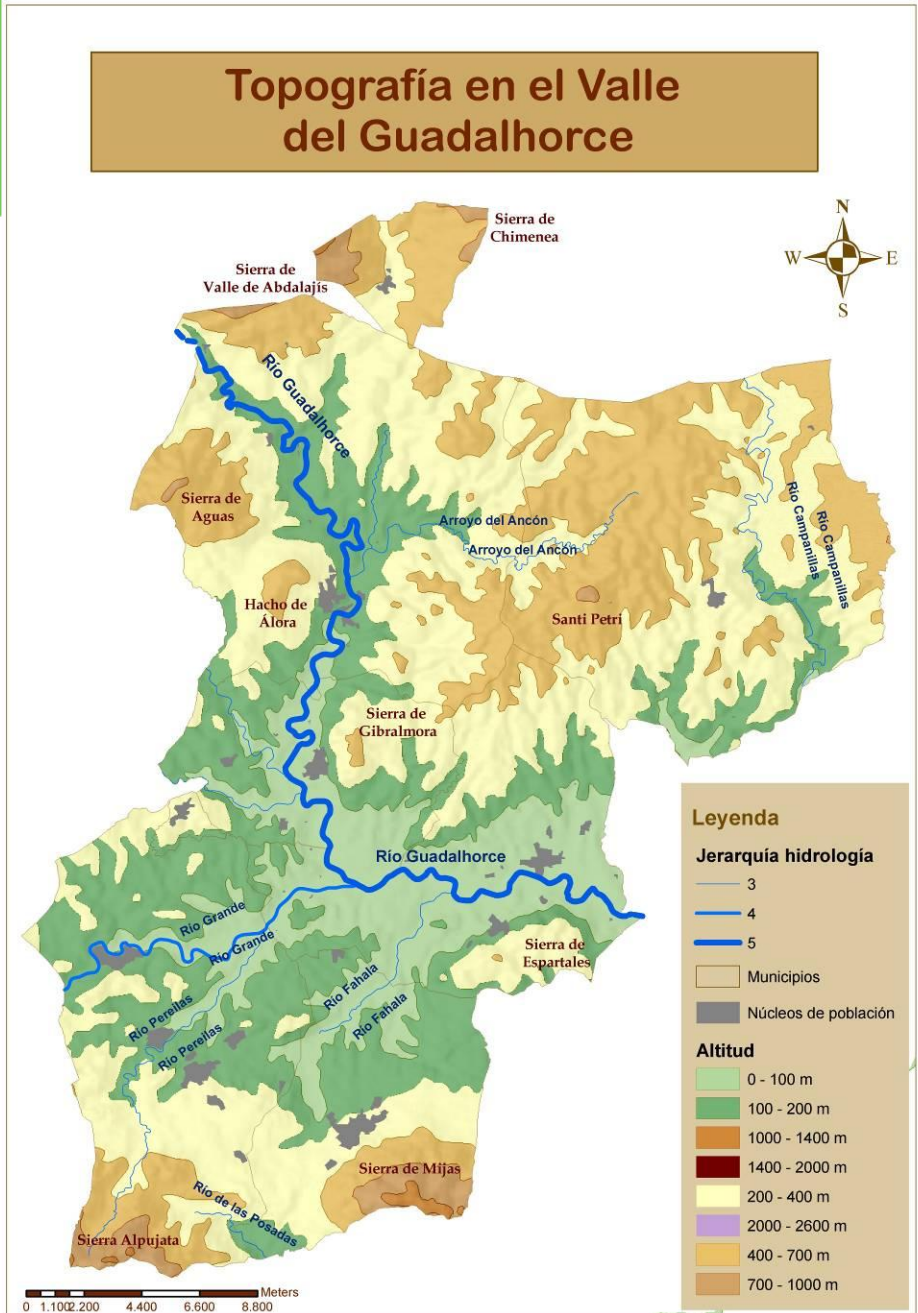 Topografía en el Valle
del Guadalhorce
N
W
E
S
Sierra de
Chimenea
Sierra de
Valle de Abdalajís
Río Guadalhorce
Sierra de
Aguas
Arroyo del Ancón
Arroyo del Ancón
Río Campanillas
Río Campanillas
Hacho de
Álora
Santi Petri
Sierra de
Gibralmora
Río Guadalhorce
Río Grande
Río Grande
Sierra de
Espartales
Río Fahala
Río Fahala
Río Pereilas
Río Pereilas
Sierra de Mijas
Río de las Posadas
Sierra Alpujata
Leyenda
Jerarquía hidrología
3
4
5
Municipios
Núcleos de población
Altitud
0 - 100 m
100 - 200 m
1000 - 1400 m
1400 - 2000 m
200 - 400 m
2000 - 2600 m
400 - 700 m
700 - 1000 m
Meters
0 1.100 2.200 4.400 6.600 8.800